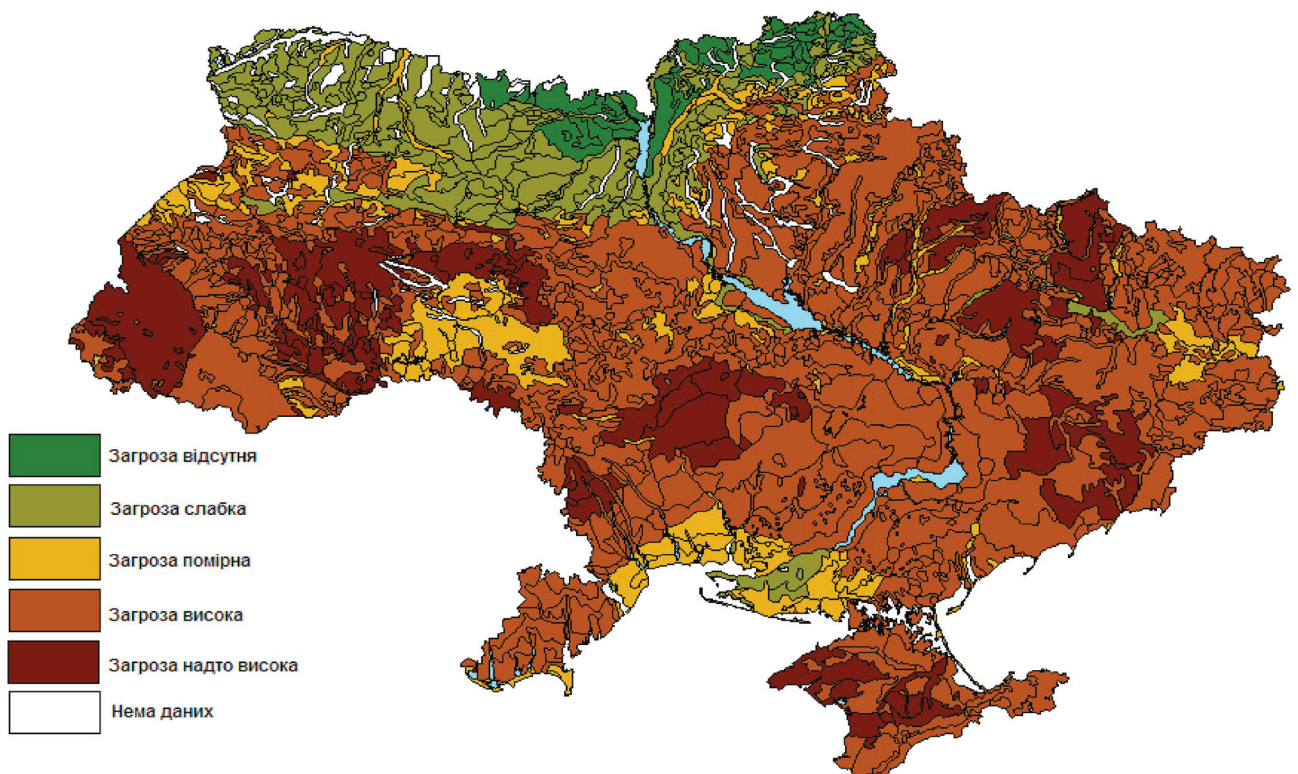 Загроза відсутня
Загроза слабка
Загроза помірна
Загроза висока
Загроза надто висока
Нема даних